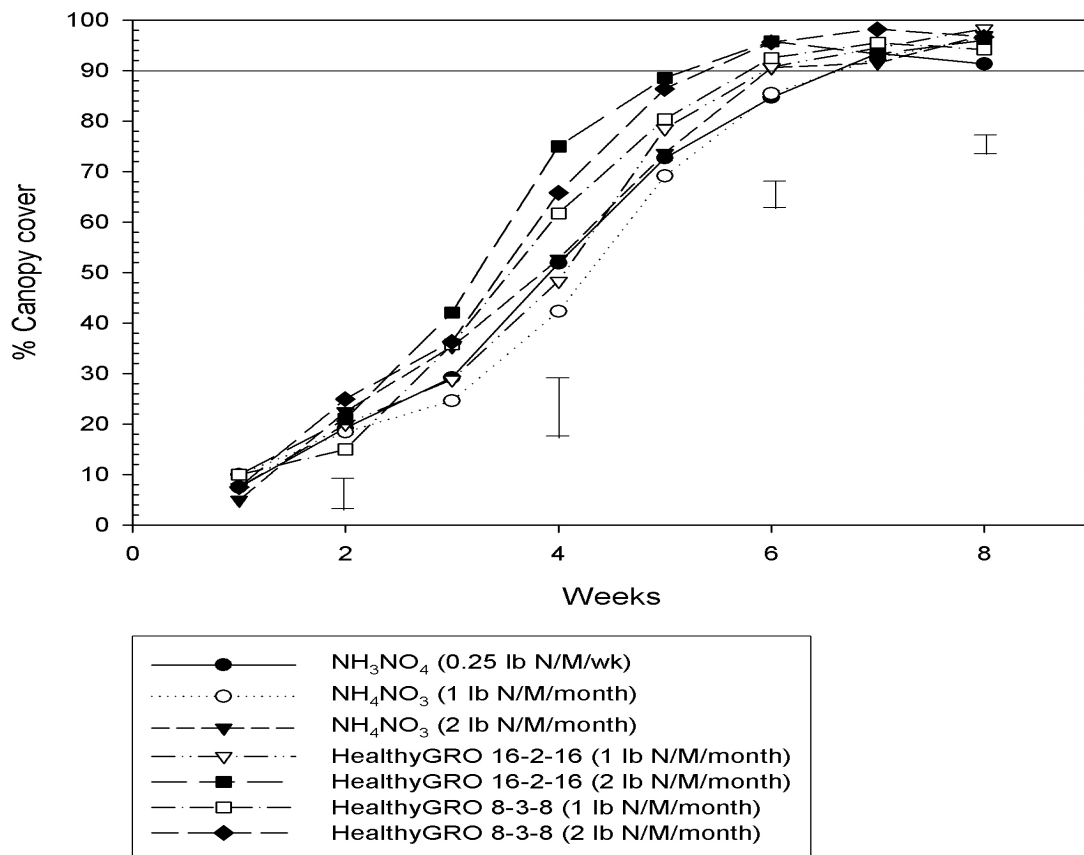 % Canopy cover
100
90
80
70
60
50
40
30
20
10
0
0 2 4 6 8
Weeks
NH₃NO₄ (0.25 lb N/M/wk)
NH₄NO₃ (1 lb N/M/month)
NH₄NO₃ (2 lb N/M/month)
HealthyGRO 16-2-16 (1 lb N/M/month)
HealthyGRO 16-2-16 (2 lb N/M/month)
HealthyGRO 8-3-8 (1 lb N/M/month)
HealthyGRO 8-3-8 (2 lb N/M/month)